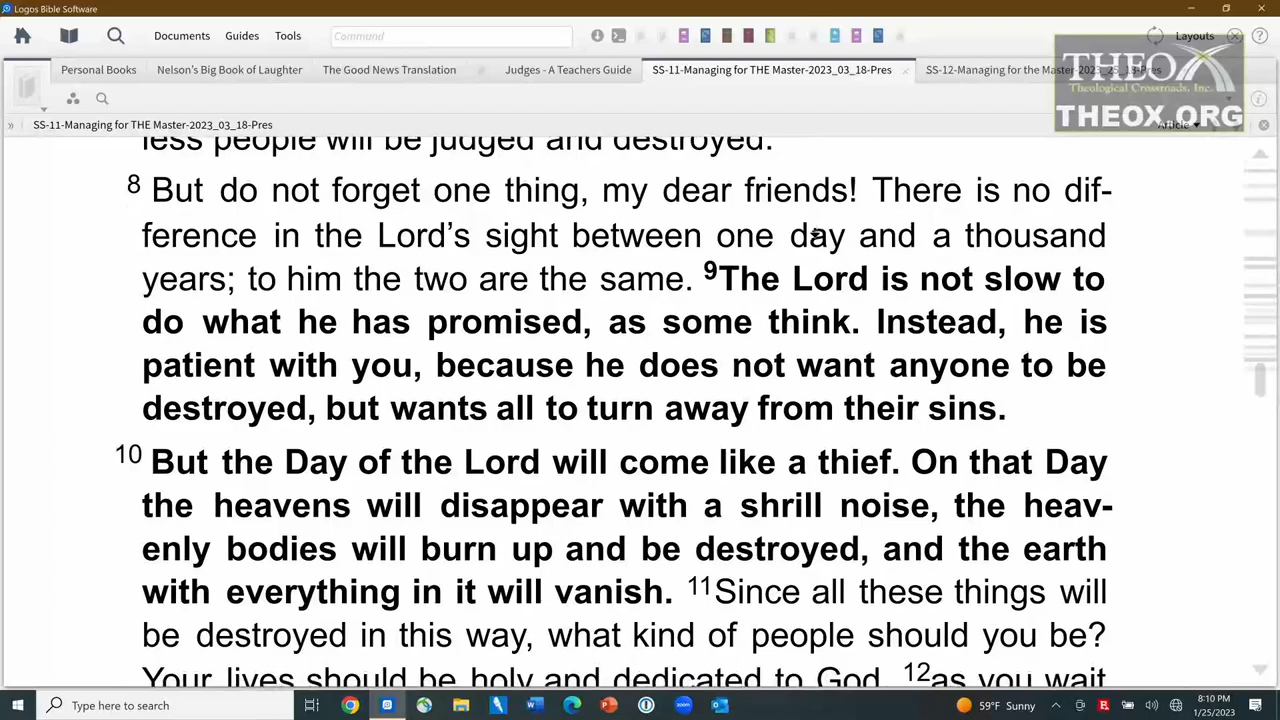 Logos Bible Software
Documents Guides Tools Command Layouts
Personal Books Nelson's Big Book of Laughter The Judges - A Teachers Guide SS-11-Managing for THE Master-2023_03_18-Pres SS-12-Managing for the
THEOX
Theological Crossroads, Inc.
THEOX.ORG
SS-11-Managing for THE Master-2023_03_18-Pres Article
less people will be judged and destroyed.
8 But do not forget one thing, my dear friends! There is no dif-
ference in the Lord's sight between one day and a thousand
years; to him the two are the same. 9The Lord is not slow to
do what he has promised, as some think. Instead, he is
patient with you, because he does not want anyone to be
destroyed, but wants all to turn away from their sins.
10 But the Day of the Lord will come like a thief. On that Day
the heavens will disappear with a shrill noise, the heav-
enly bodies will burn up and be destroyed, and the earth
with everything in it will vanish. 11Since all these things will
be destroyed in this way, what kind of people should you be?
Your lives should be holy and dedicated to God, 12as you wait
Type here to search 59°F Sunny 8:10 PM
1/25/2023